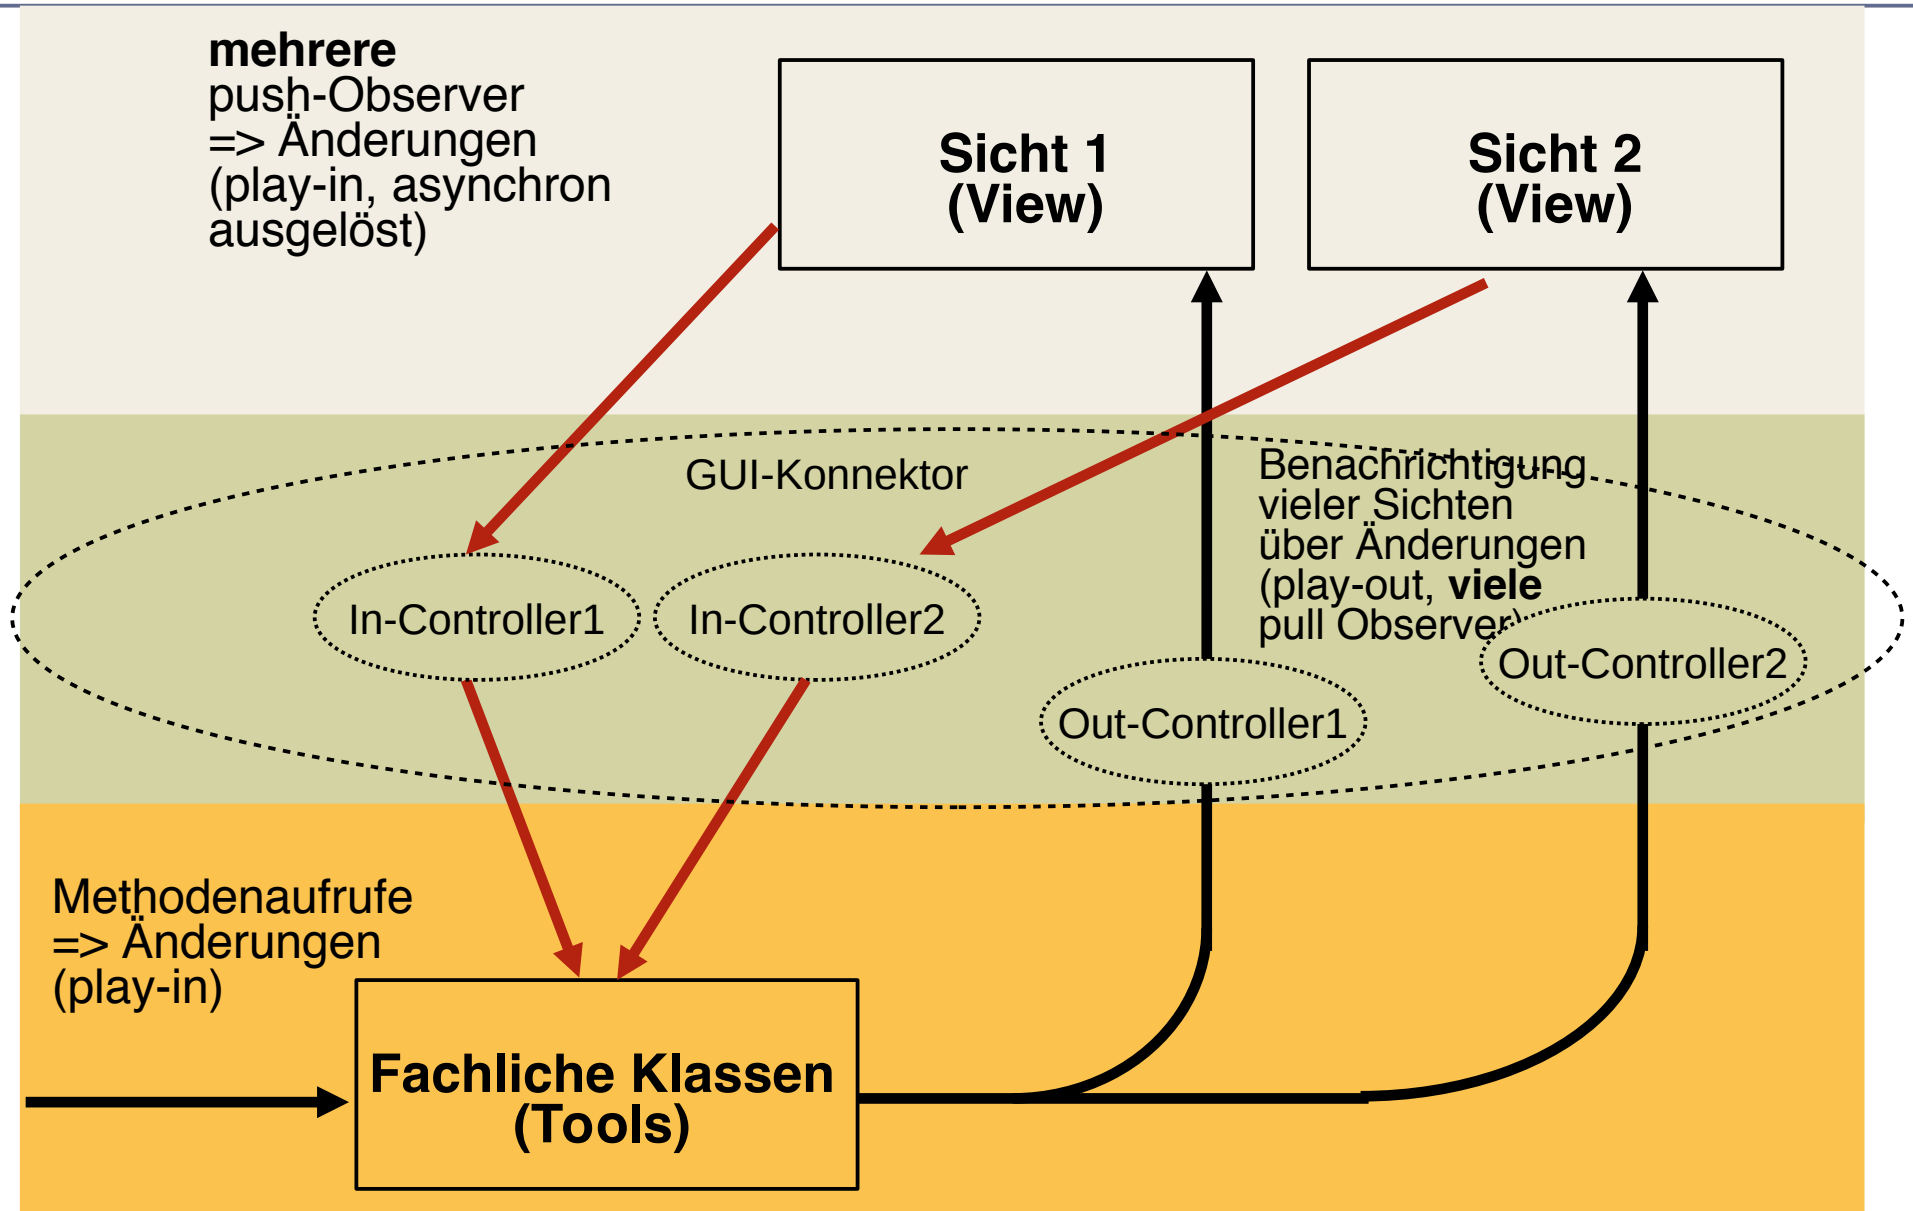 mehrere
push-Observer
=> Änderungen
(play-in, asynchron
ausgelöst)
Sicht 1
(View)
Sicht 2
(View)
GUI-Konnektor
Benachrichtigung
vieler Sichten
über Änderungen
(play-out, viele
pull Observer)
In-Controller1
In-Controller2
Out-Controller1
Out-Controller2
Methodenaufrufe
=> Änderungen
(play-in)
Fachliche Klassen
(Tools)